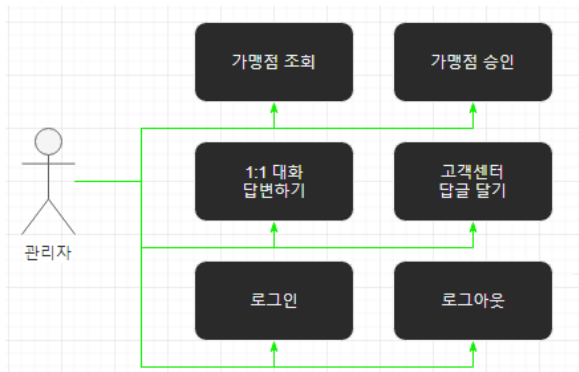 가맹점 조회
가맹점 승인
1:1 대화
답변하기
고객센터
답글 달기
관리자
로그인
로그아웃